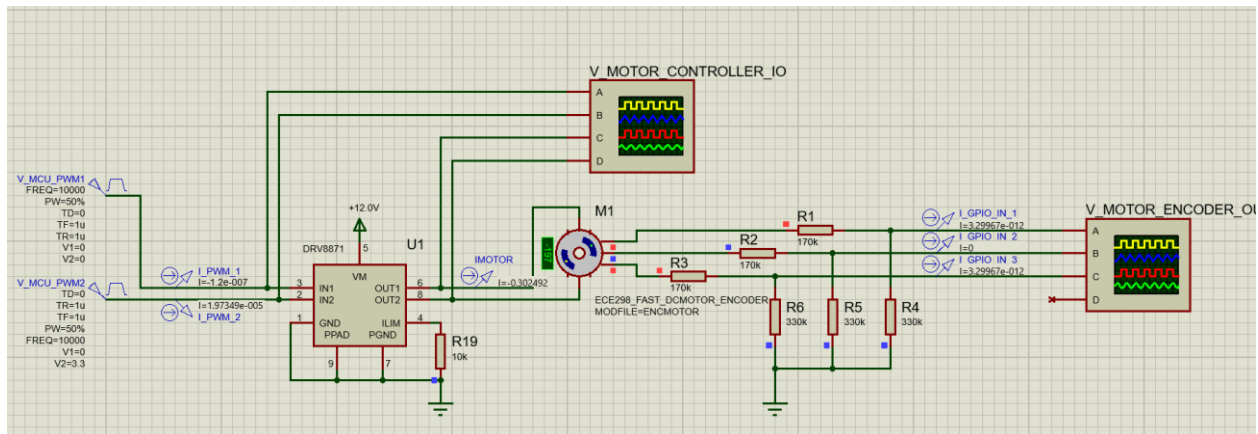 V_MOTOR_CONTROLLER_IO
A
B
C
D
V_MCU_PWM1
FREQ=10000
PW=50%
TD=0
TF=1u
TR=1u
V1=0
V2=0
V_MCU_PWM2
TD=0
TR=1u
TF=1u
PW=50%
FREQ=10000
V1=0
V2=3.3
I_PWM_1
I=-1.2e-007
I=1.97349e-005
I_PWM_2
+12.0V
DRV8871
U1
5
VM
3
IN1
OUT1
6
2
IN2
OUT2
8
1
GND
ILIM
4
PPAD
PGND
9
7
R19
10k
IMOTOR
I=-0.302492
M1
ECE298_FAST_DCMOTOR_ENCODER
MODFILE=ENCMOTOR
R1
170k
R2
170k
R3
170k
R6
330k
R5
330k
R4
330k
I_GPIO_IN_1
I=3.29967e-012
I_GPIO_IN_2
I=0
I_GPIO_IN_3
I=3.29967e-012
V_MOTOR_ENCODER_OU
A
B
C
D